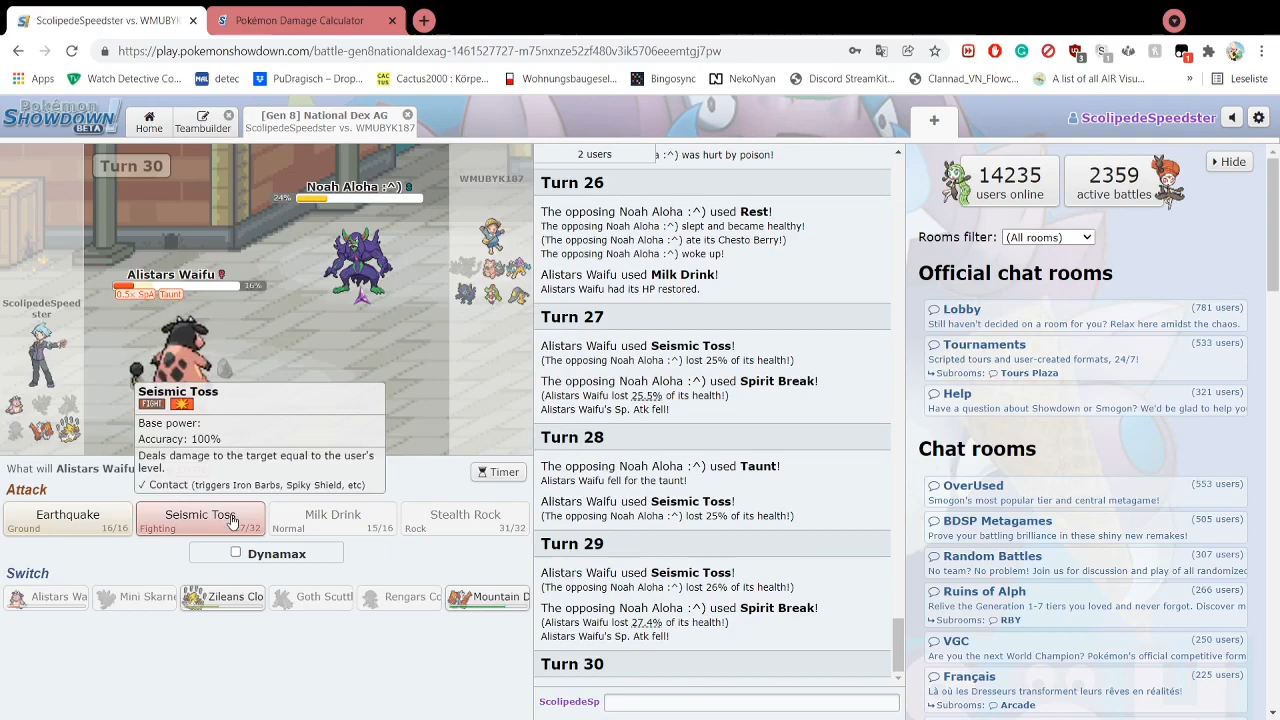 ScolipedeSpeedster vs. WMUBYK
Pokémon Damage Calculator
https://play.pokemonshowdown.com/battle-gen8nationaldexag-1461527727-m75nxnze52zf480v3ik5706eeemtgj7pw
Apps
Watch Detective Co...
detec
PuDragisch – Drop...
Cactus2000 : Körpe...
Wohnungsbaugesel...
Bingosync
NekoNyan
Discord StreamKit...
Clannad_VN_Flowc...
A list of all AIR Visu...
»
Leseliste
Pokémon
SHOWDOWN
BETA
Home
Teambuilder
[Gen 8] National Dex AG
ScolipedeSpeedster vs. WMUBYK187
ScolipedeSpeedster
Turn 30
Noah Aloha :^)
24%
WMUBYK187
Alistars Waifu
16%
0.5× SpA Taunt
ScolipedeSpee
dster
Seismic Toss
FIGHT
Base power:
Accuracy: 100%
Deals damage to the target equal to the user's
level.
✓ Contact (triggers Iron Barbs, Spiky Shield, etc)
What will Alistars Waifu
Timer
Attack
Earthquake
Ground 16/16
Seismic Toss
Fighting 7/32
Milk Drink
Normal 15/16
Stealth Rock
Rock 31/32
Dynamax
Switch
Alistars Wa
Mini Skarne
Zileans Clo
Goth Scutt
Rengars Co
Mountain D
2 users
a :^) was hurt by poison!
Turn 26
The opposing Noah Aloha :^) used Rest!
The opposing Noah Aloha :^) slept and became healthy!
(The opposing Noah Aloha :^) ate its Chesto Berry!)
The opposing Noah Aloha :^) woke up!
Alistars Waifu used Milk Drink!
Alistars Waifu had its HP restored.
Turn 27
Alistars Waifu used Seismic Toss!
(The opposing Noah Aloha :^) lost 25% of its health!)
The opposing Noah Aloha :^) used Spirit Break!
(Alistars Waifu lost 25.5% of its health!)
Alistars Waifu's Sp. Atk fell!
Turn 28
The opposing Noah Aloha :^) used Taunt!
Alistars Waifu fell for the taunt!
Alistars Waifu used Seismic Toss!
(The opposing Noah Aloha :^) lost 25% of its health!)
Turn 29
Alistars Waifu used Seismic Toss!
(The opposing Noah Aloha :^) lost 26% of its health!)
The opposing Noah Aloha :^) used Spirit Break!
(Alistars Waifu lost 27.4% of its health!)
Alistars Waifu's Sp. Atk fell!
Turn 30
ScolipedeSp
14235
users online
2359
active battles
Hide
Rooms filter: (All rooms)
Official chat rooms
Lobby (781 users)
Still haven't decided on a room for you? Relax here amidst the chaos.
Tournaments (533 users)
Scripted tours and user-created formats, 24/7!
Subrooms: Tours Plaza
Help (321 users)
Have a question about Showdown or Smogon? We'd be glad to help yo
Chat rooms
OverUsed (553 users)
Smogon's most popular tier and central metagame!
BDSP Metagames (505 users)
Prove your battling brilliance in these shiny new remakes!
Random Battles (307 users)
No team? No problem! Join us for discussion and play of all randomize
Ruins of Alph (266 users)
Relive the Generation 1-7 tiers you loved and never forgot. Discover m
Subrooms: RBY
VGC (250 users)
Are you the next World Champion? Pokémon's official competitive form
Français (225 users)
Là où les Dresseurs transforment leurs rêves en réalités!
Subrooms: Arcade